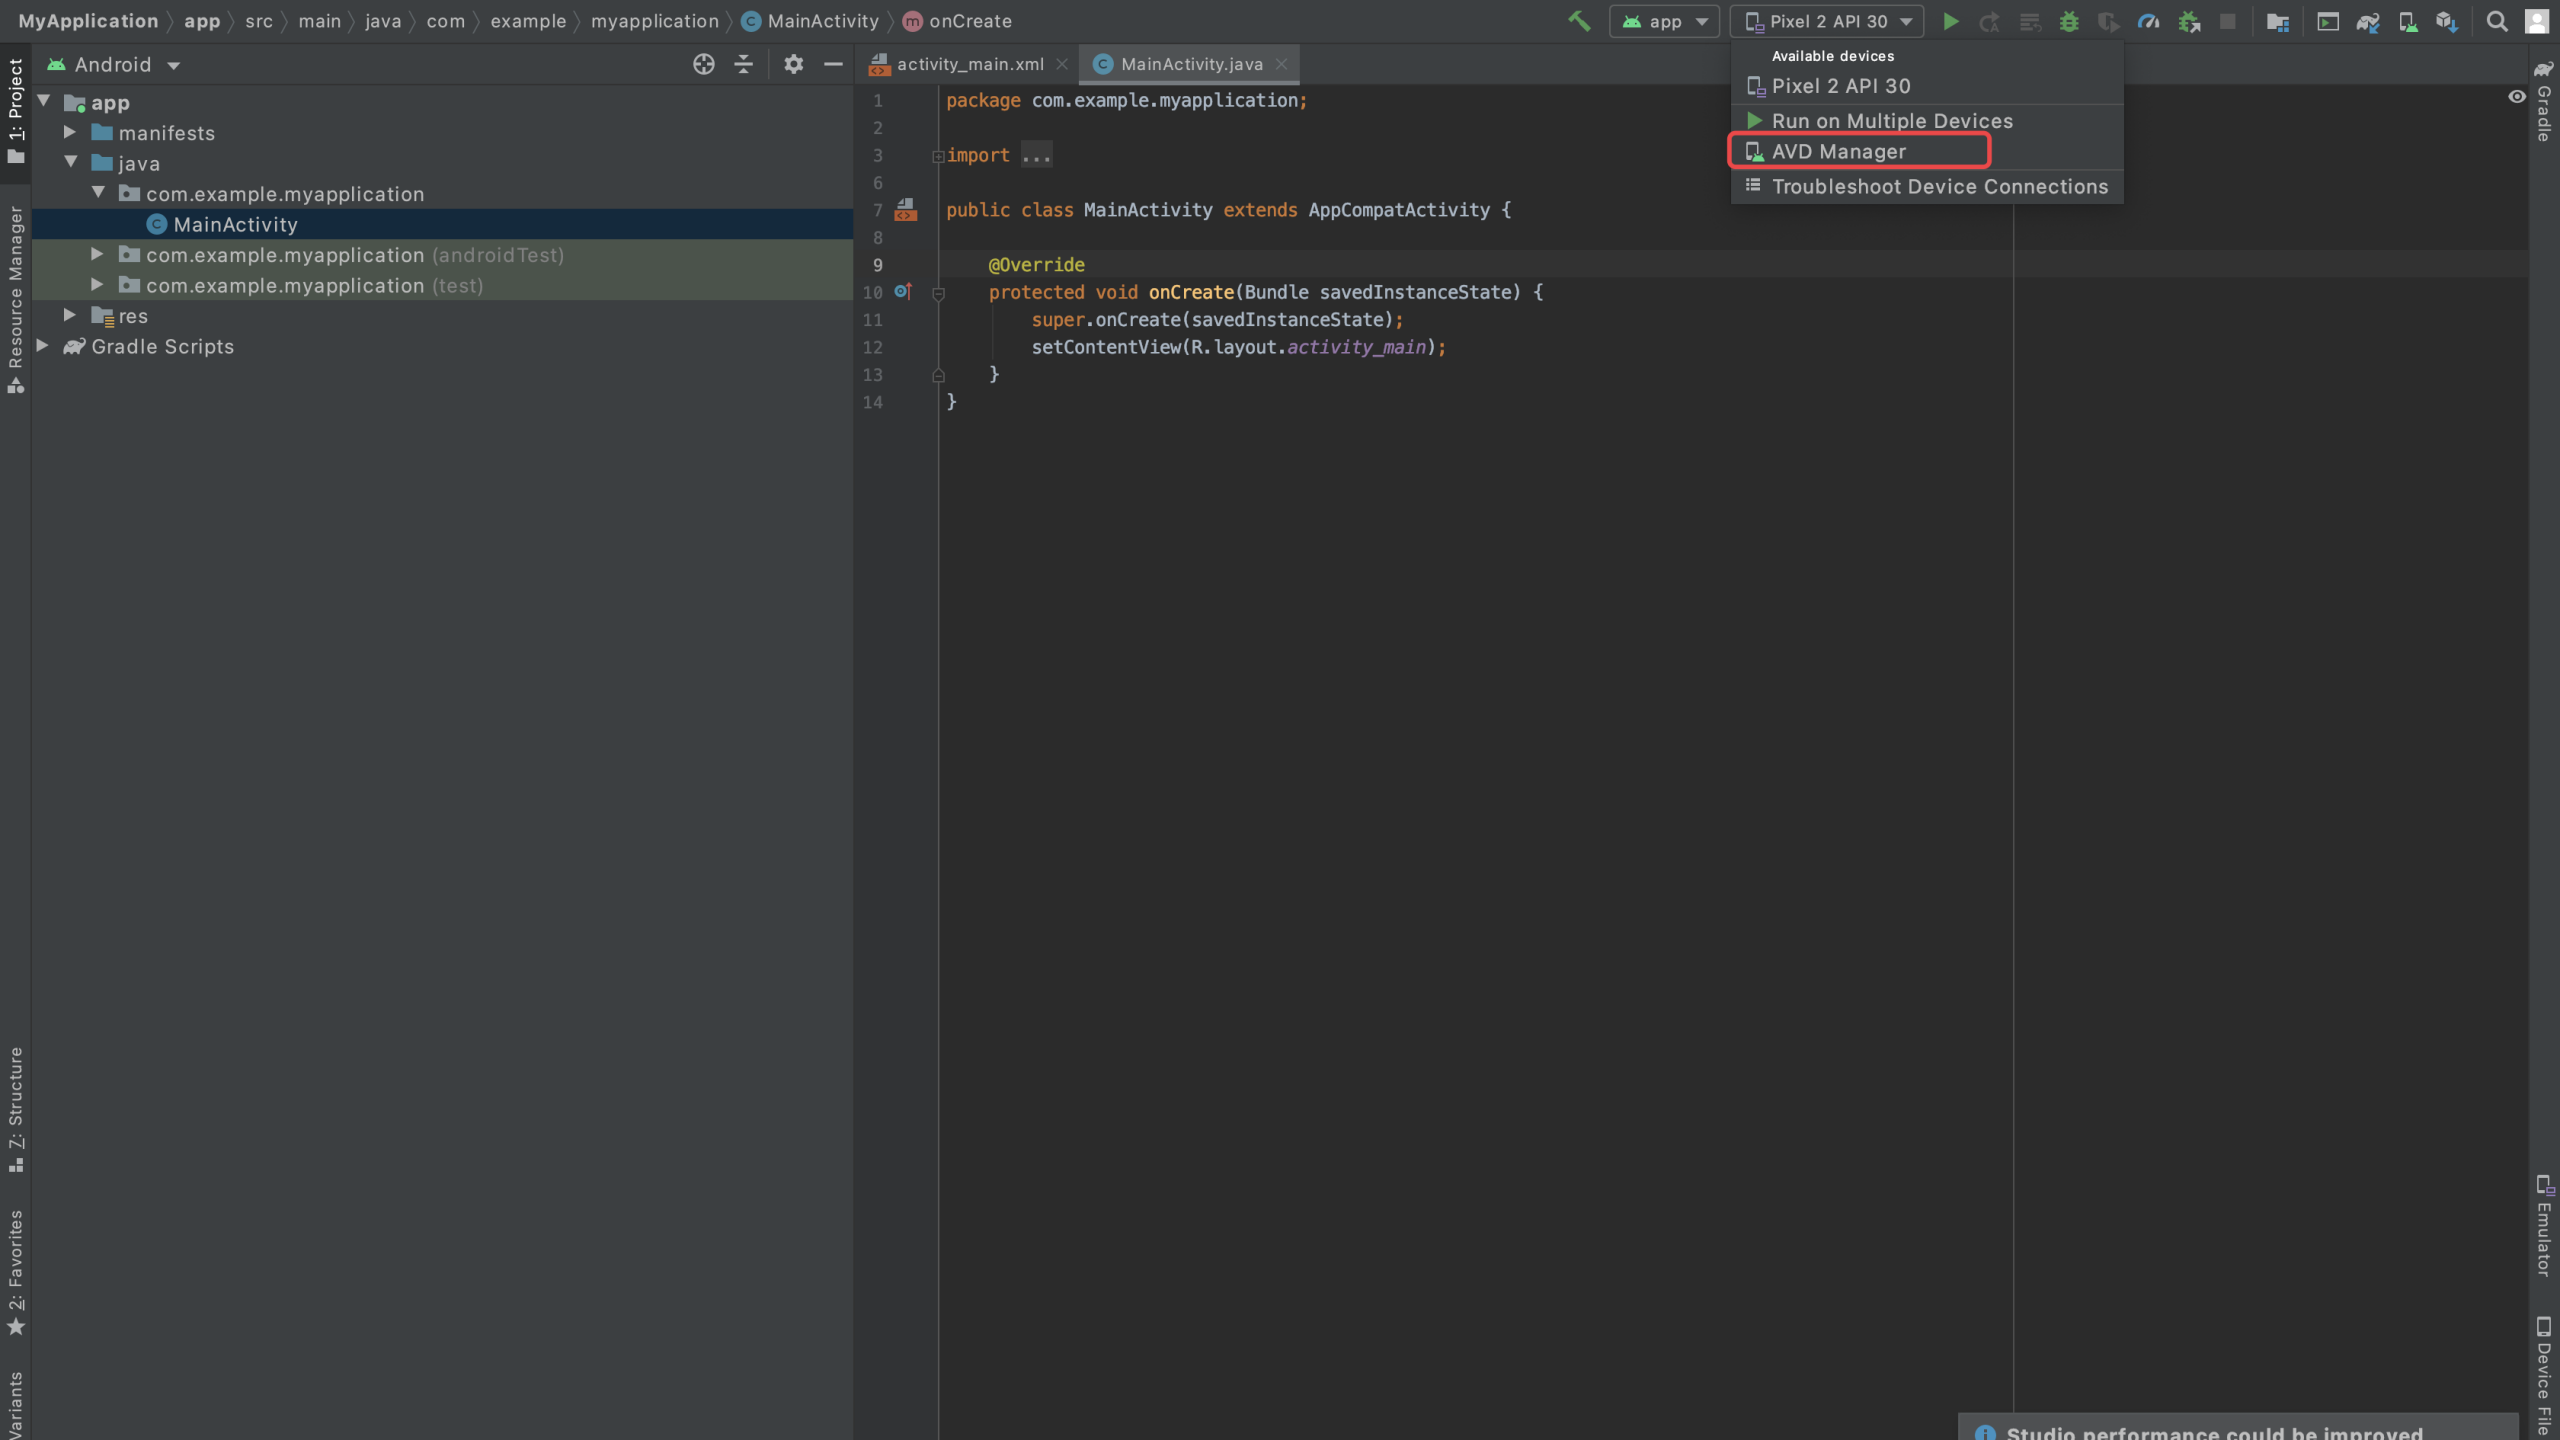 MyApplication app src main java com example myapplication MainActivity onCreate
app Pixel 2 API 30
Available devices
Pixel 2 API 30
Run on Multiple Devices
AVD Manager
Troubleshoot Device Connections
Android
activity_main.xml MainActivity.java
app
manifests
java
com.example.myapplication
MainActivity
com.example.myapplication (androidTest)
com.example.myapplication (test)
res
Gradle Scripts
1 package com.example.myapplication;
2
3 import ...
6
7 public class MainActivity extends AppCompatActivity {
8
9 @Override
10 protected void onCreate(Bundle savedInstanceState) {
11 super.onCreate(savedInstanceState);
12 setContentView(R.layout.activity_main);
13 }
14 }
1: Project
Resource Manager
Z: Structure
2: Favorites
Variants
Gradle
Emulator
Device File
Studio performance could be improved